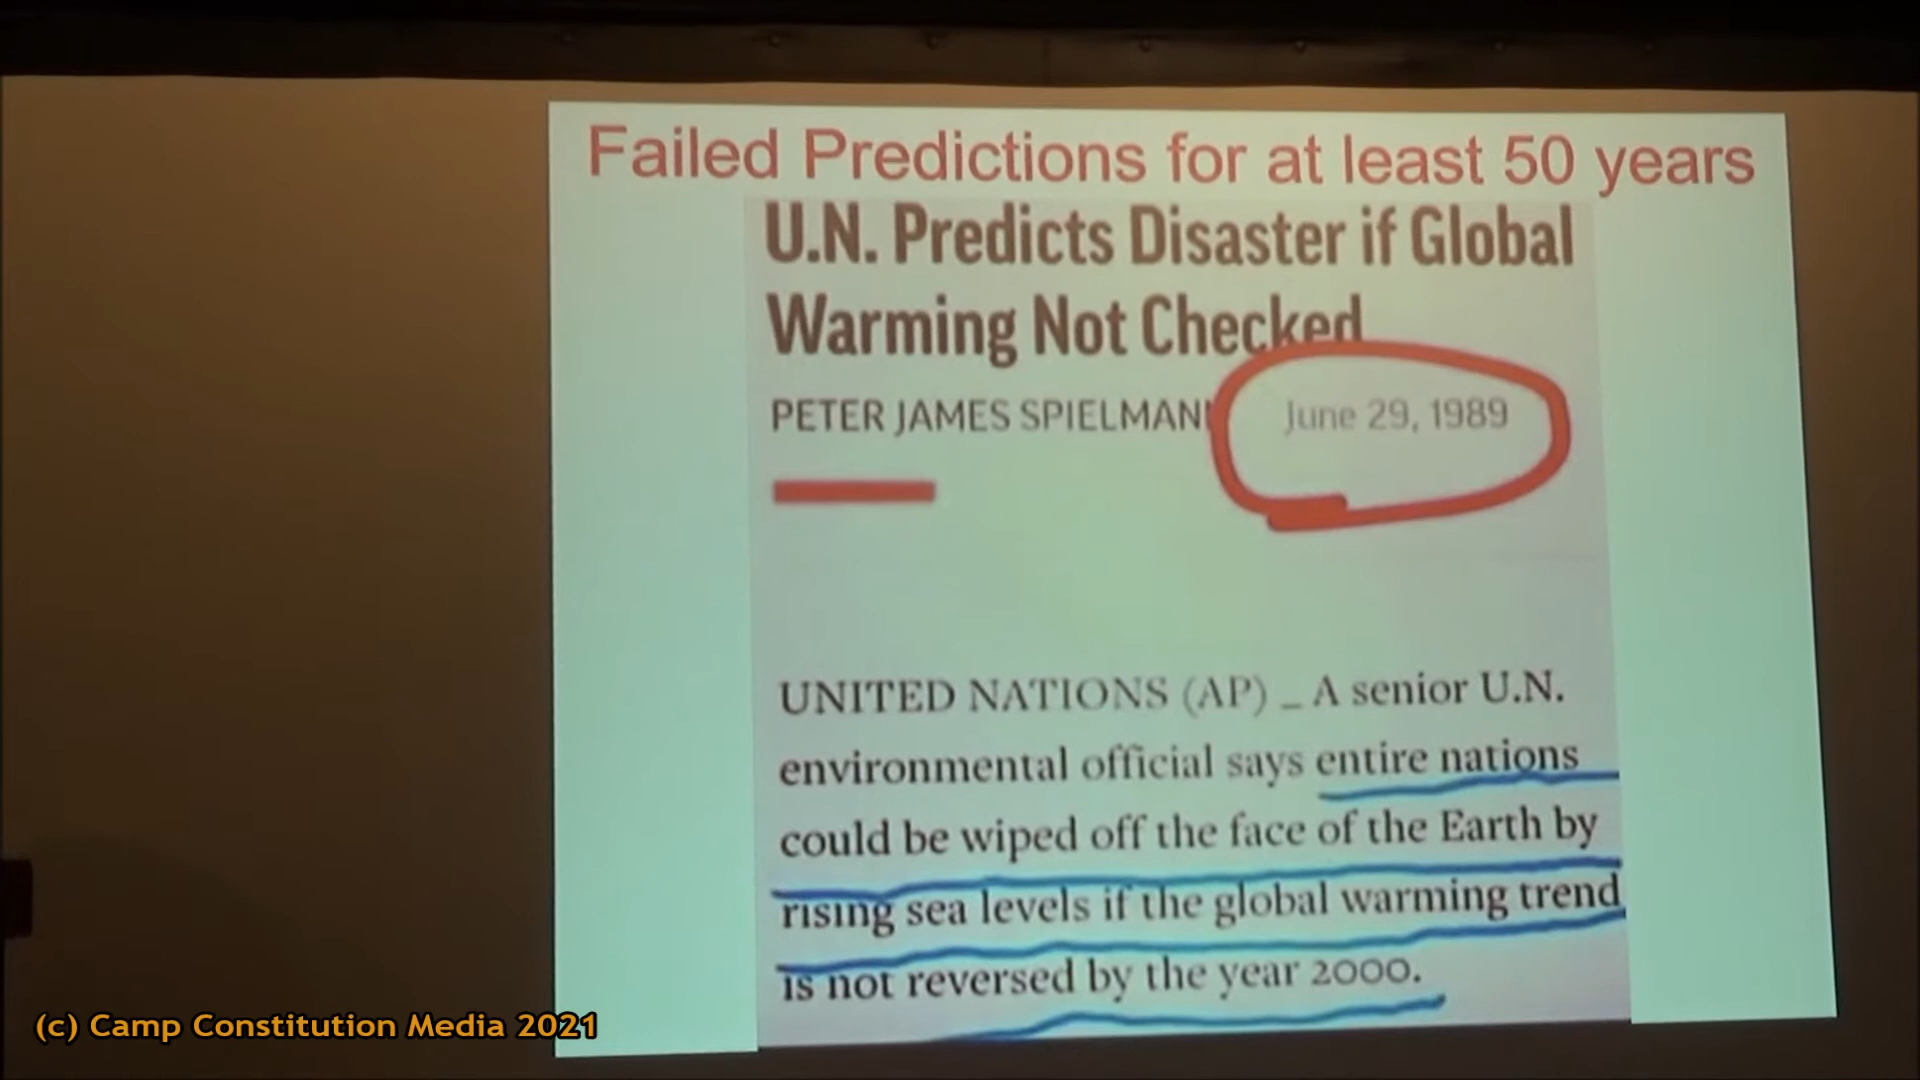 Failed Predictions for at least 50 years
U.N. Predicts Disaster if Global
Warming Not Checked
PETER JAMES SPIELMANN June 29, 1989
UNITED NATIONS (AP) _ A senior U.N.
environmental official says entire nations
could be wiped off the face of the Earth by
rising sea levels if the global warming trend
is not reversed by the year 2000.
(c) Camp Constitution Media 2021